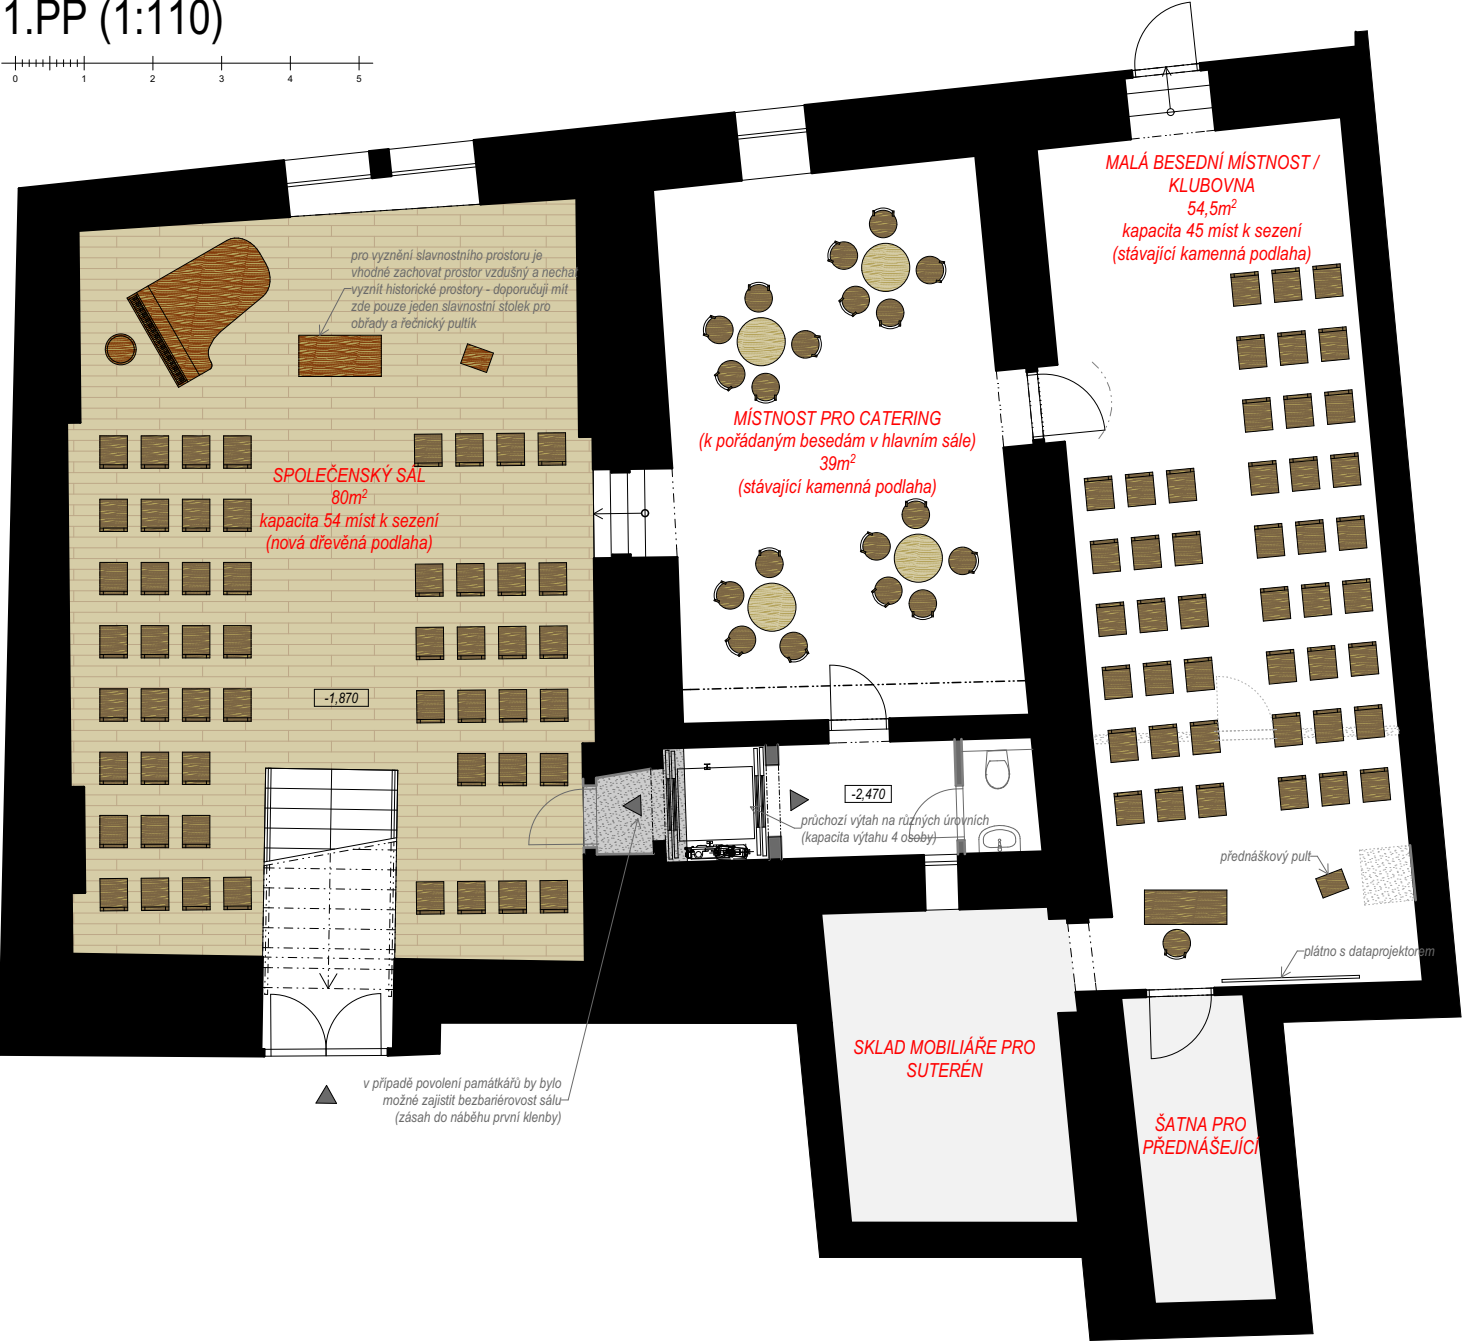 1.PP (1:110)
0 1 2 3 4 5
pro vyznění slavnostního prostoru je
vhodné zachovat prostor vzdušný a nechat
vyznít historické prostory - doporučuji mít
zde pouze jeden slavnostní stolek pro
obřady a řečnický pultik
SPOLEČENSKÝ SÁL
80m²
kapacita 54 míst k sezení
(nová dřevěná podlaha)
-1,870
MÍSTNOST PRO CATERING
(k pořádaným besedám v hlavním sále)
39m²
(stávající kamenná podlaha)
MALÁ BESEDNÍ MÍSTNOST /
KLUBOVNA
54,5m²
kapacita 45 míst k sezení
(stávající kamenná podlaha)
-2,470
průchozí výtah na různých úrovních
(kapacita výtahu 4 osoby)
přednáškový pult
plátno s dataprojektorem
SKLAD MOBILIÁŘE PRO
SUTERÉN
ŠATNA PRO
PŘEDNÁŠEJÍCÍ
v případě povolení památkářů by bylo
možné zajistit bezbariérovost sálu
(zásah do náběhu první klenby)